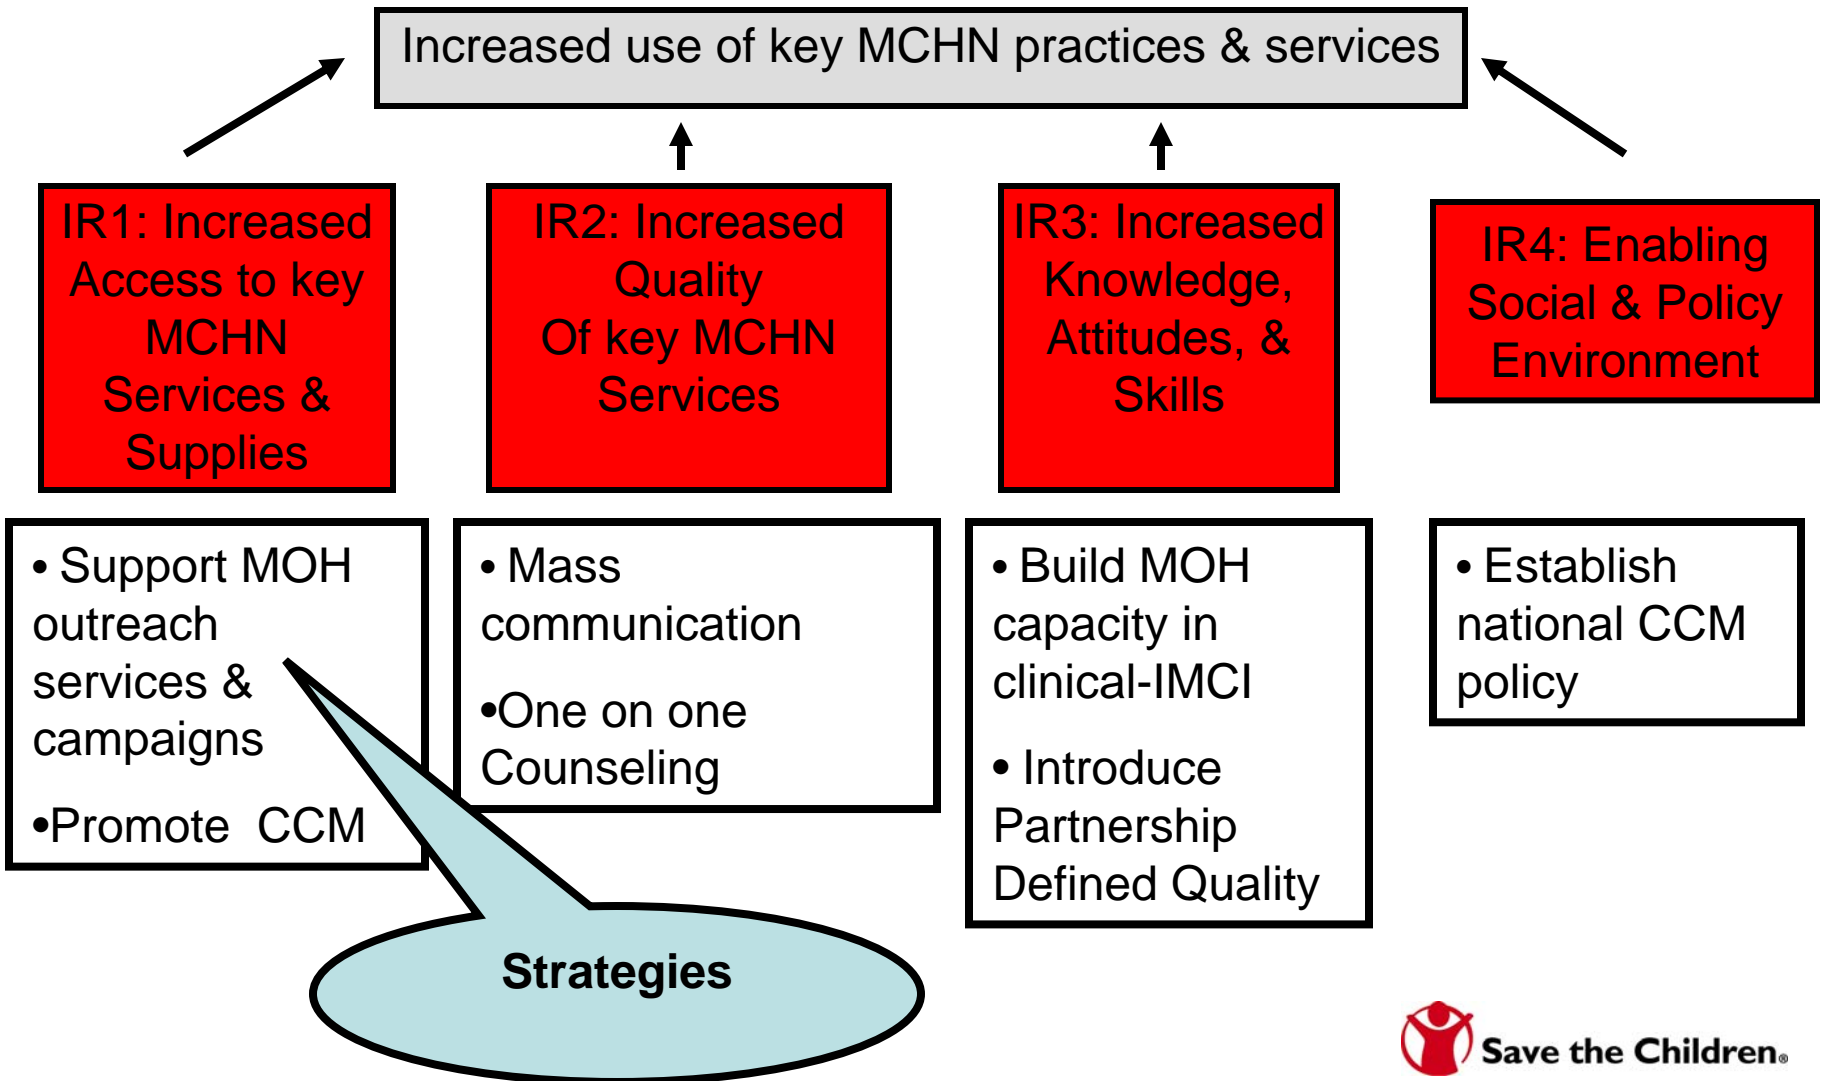 Increased use of key MCHN practices & services
IR1: Increased
Access to key
MCHN
Services &
Supplies
IR2: Increased
Quality
Of key MCHN
Services
IR3: Increased
Knowledge,
Attitudes, &
Skills
IR4: Enabling
Social & Policy
Environment
• Support MOH
outreach
services &
campaigns
•Promote CCM
• Mass
communication
•One on one
Counseling
• Build MOH
capacity in
clinical-IMCI
• Introduce
Partnership
Defined Quality
• Establish
national CCM
policy
Strategies
Save the Children®